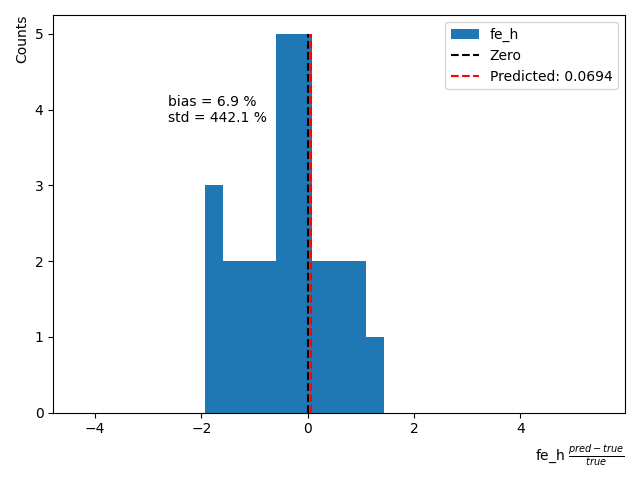 Counts
5
4
3
2
1
0
fe_h
Zero
Predicted: 0.0694
bias = 6.9 %
std = 442.1 %
−4 −2 0 2 4
fe_h pred − true / true